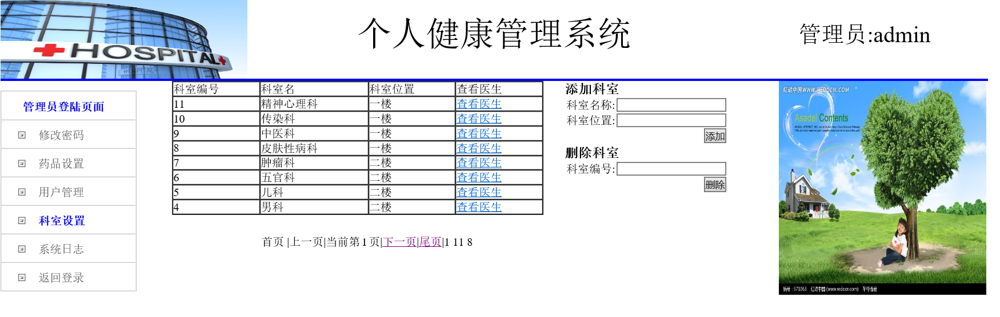 HOSPITAL
HOSPITAL
个人健康管理系统
管理员:admin
管理员登陆页面
修改密码
药品设置
用户管理
科室设置
系统日志
返回登录
科室编号 科室名 科室位置 查看医生
11 精神心理科 一楼 查看医生
10 传染科 一楼 查看医生
9 中医科 一楼 查看医生
8 皮肤性病科 一楼 查看医生
7 肿瘤科 二楼 查看医生
6 五官科 二楼 查看医生
5 儿科 二楼 查看医生
4 男科 二楼 查看医生
首页 |上一页|当前第1页|下一页|尾页|1 11 8
添加科室
科室名称:
科室位置:
添加
删除科室
科室编号:
删除
红动中国WWW.REDOCN.COM
Asadal Contents
编号:571063 红动中国(www.redocn.com)